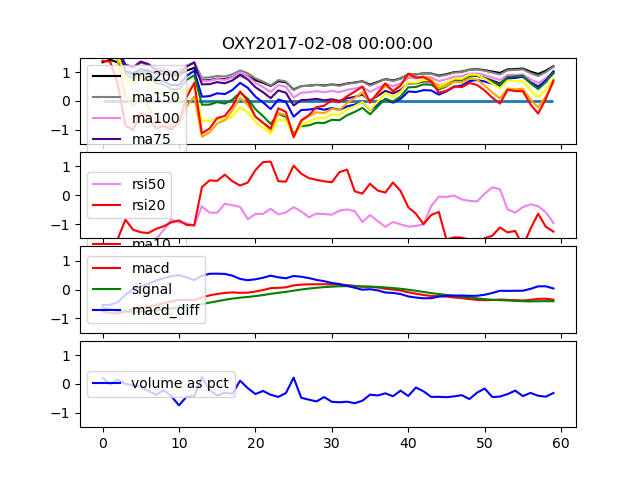 OXY2017-02-08 00:00:00
1
0
−1
ma200
ma150
ma100
ma75
1
0
−1
rsi50
rsi20
ma10
1
0
−1
macd
signal
macd_diff
1
0
−1
volume as pct
0 10 20 30 40 50 60